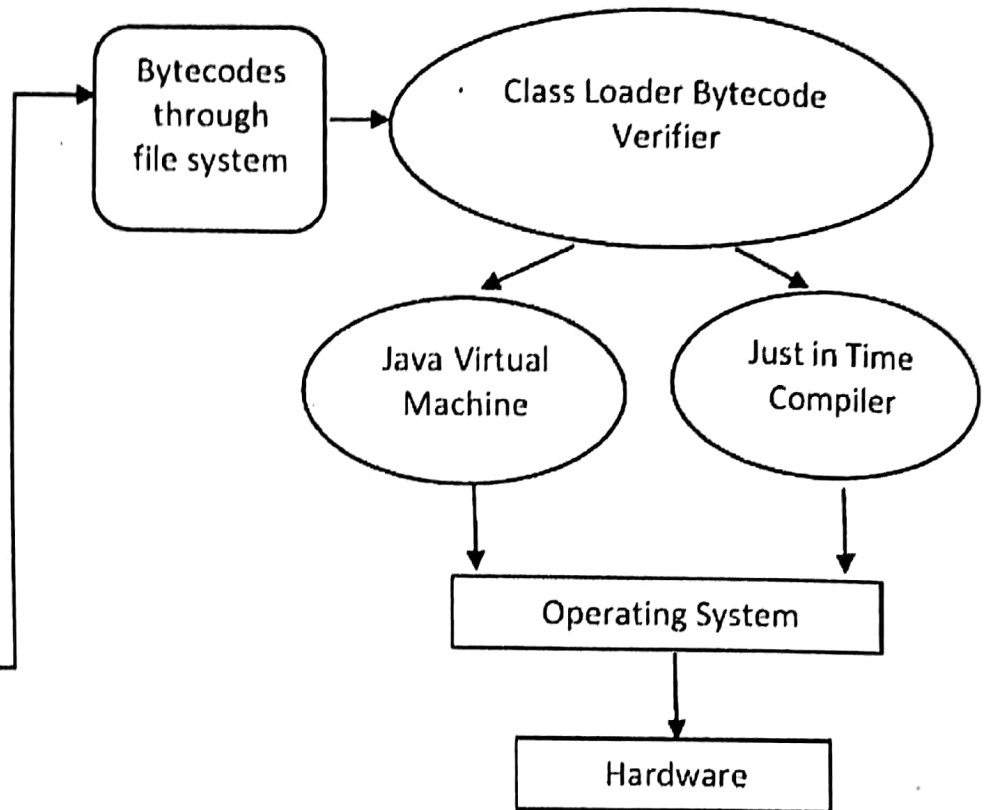 Bytecodes
through
file system
Class Loader Bytecode
Verifier
Java Virtual
Machine
Just in Time
Compiler
Operating System
Hardware